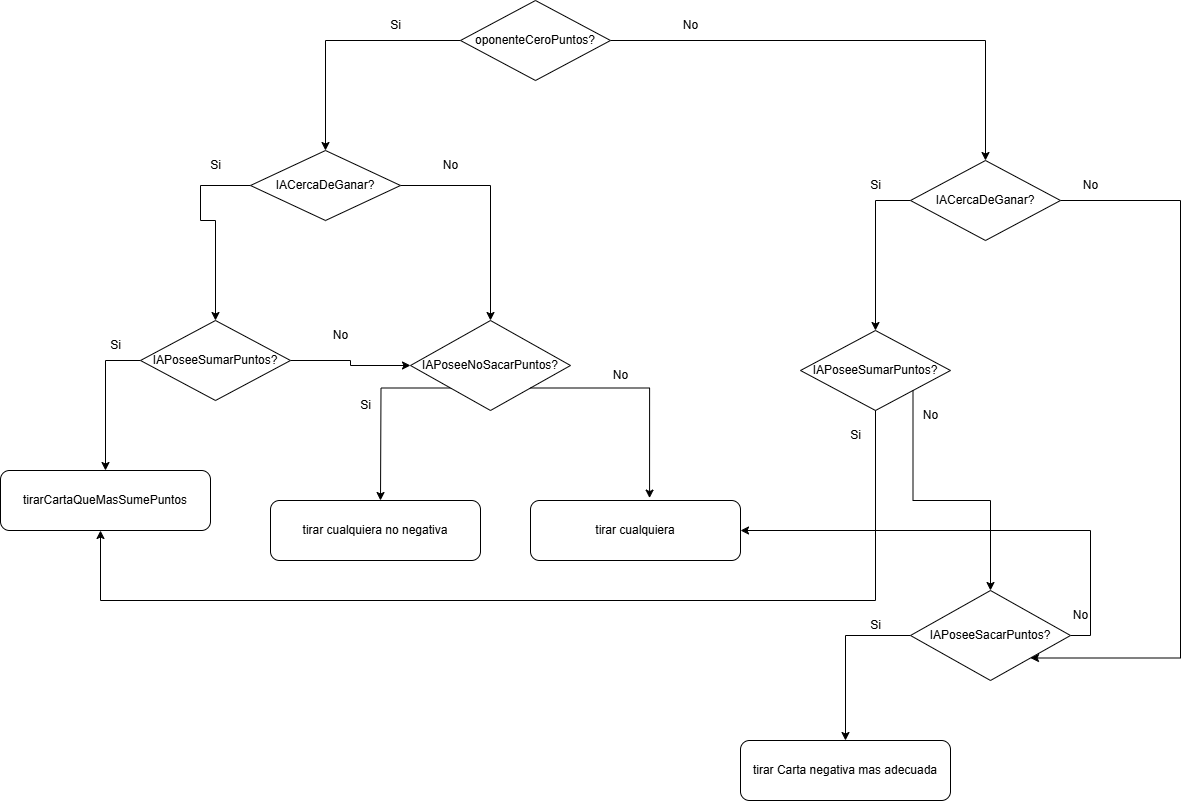 Si
No
oponenteCeroPuntos?
Si
No
IACercaDeGanar?
Si
No
IACercaDeGanar?
Si
No
IAPoseeSumarPuntos?
IAPoseeNoSacarPuntos?
IAPoseeSumarPuntos?
Si
No
Si
No
tirarCartaQueMasSumePuntos
tirar cualquiera no negativa
tirar cualquiera
Si
No
IAPoseeSacarPuntos?
tirar Carta negativa mas adecuada